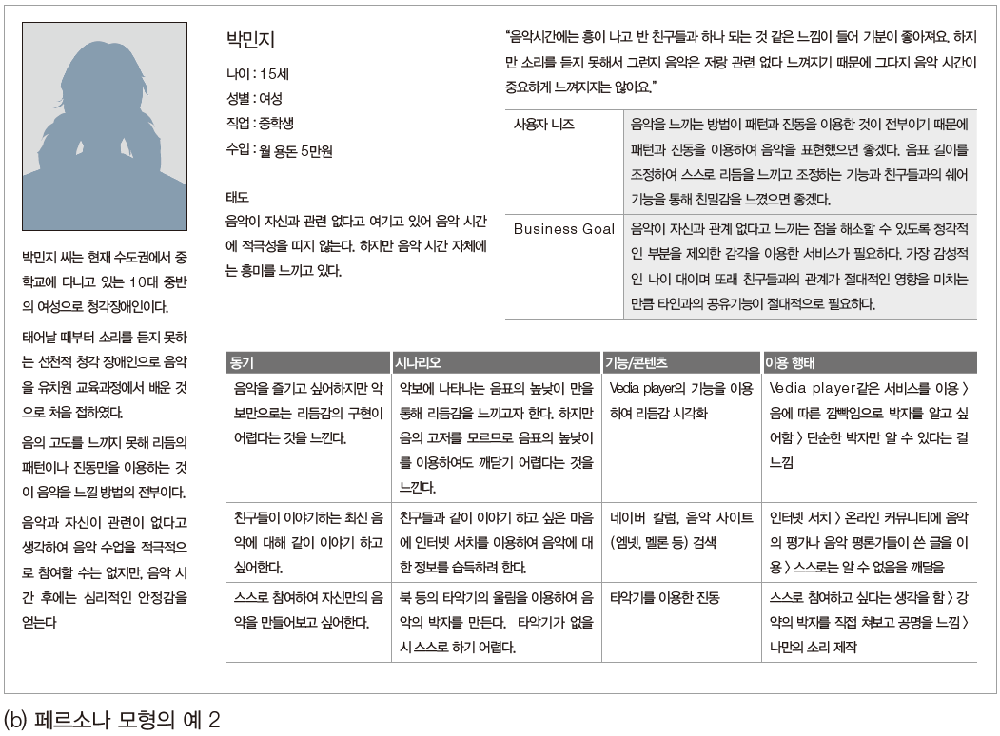 박민지
나이 : 15세
성별 : 여성
직업 : 중학생
수입 : 월 용돈 5만원
태도
음악이 자신과 관련 없다고 여기고 있어 음악 시간
에 적극성을 띠지 않는다. 하지만 음악 시간 자체에
는 흥미를 느끼고 있다.
"음악시간에는 흥이 나고 반 친구들과 하나 되는 것 같은 느낌이 들어 기분이 좋아져요. 하지
만 소리를 듣지 못해서 그런지 음악은 저랑 관련 없다 느껴지기 때문에 그다지 음악 시간이
중요하게 느껴지지는 않아요."
사용자 니즈
음악을 느끼는 방법이 패턴과 진동을 이용한 것이 전부이기 때문에
패턴과 진동을 이용하여 음악을 표현했으면 좋겠다. 음표 길이를
조정하여 스스로 리듬을 느끼고 조정하는 기능과 친구들과의 쉐어
기능을 통해 친밀감을 느꼈으면 좋겠다.
Business Goal
음악이 자신과 관계 없다고 느끼는 점을 해소할 수 있도록 청각적
인 부분을 제외한 감각을 이용한 서비스가 필요하다. 가장 감성적
인 나이 대이며 또래 친구들과의 관계가 절대적인 영향을 미치는
만큼 타인과의 공유기능이 절대적으로 필요하다.
박민지 씨는 현재 수도권에서 중
학교에 다니고 있는 10대 중반
의 여성으로 청각장애인이다.
태어날 때부터 소리를 듣지 못하
는 선천적 청각 장애인으로 음악
을 유치원 교육과정에서 배운 것
으로 처음 접하였다.
음의 고도를 느끼지 못해 리듬의
패턴이나 진동만을 이용하는 것
이 음악을 느낄 방법의 전부이다.
음악과 자신이 관련이 없다고
생각하여 음악 수업을 적극적으
로 참여할 수는 없지만, 음악 시
간 후에는 심리적인 안정감을
얻는다
동기
시나리오
기능/콘텐츠
이용 행태
음악을 즐기고 싶어하지만 악
보만으로는 리듬감의 구현이
어렵다는 것을 느낀다.
악보에 나타나는 음표의 높낮이 만을
통해 리듬감을 느끼고자 한다. 하지만
음의 고저를 모르므로 음표의 높낮이
를 이용하여도 깨닫기 어렵다는 것을
느낀다.
Vedia player의 기능을 이용
하여 리듬감 시각화
Vedia player같은 서비스를 이용 〉
음에 따른 깜빡임으로 박자를 알고 싶
어함 〉 단순한 박자만 알 수 있다는 걸
느낌
친구들이 이야기하는 최신 음
악에 대해 같이 이야기 하고
싶어한다.
친구들과 같이 이야기 하고 싶은 마음
에 인터넷 서치를 이용하여 음악에 대
한 정보를 습득하려 한다.
네이버 칼럼, 음악 사이트
(엠넷, 멜론 등) 검색
인터넷 서치 〉 온라인 커뮤니티에 음악
의 평가나 음악 평론가들이 쓴 글을 이
용 〉 스스로는 알 수 없음을 깨달음
스스로 참여하여 자신만의 음
악을 만들어보고 싶어한다.
북 등의 타악기의 울림을 이용하여 음
악의 박자를 만든다. 타악기가 없을
시 스스로 하기 어렵다.
타악기를 이용한 진동
스스로 참여하고 싶다는 생각을 함 〉 강
약의 박자를 직접 쳐보고 공명을 느낌 〉
나만의 소리 제작
(b) 페르소나 모형의 예 2